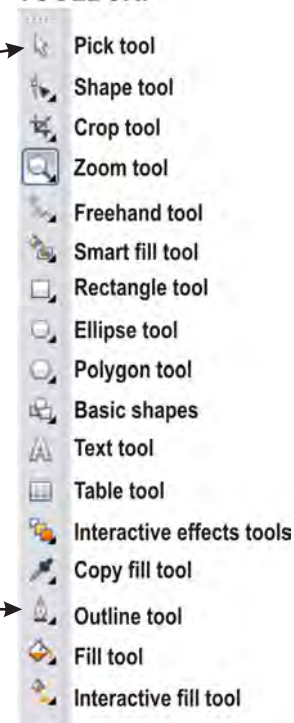 Pick tool
Shape tool
Crop tool
Zoom tool
Freehand tool
Smart fill tool
Rectangle tool
Ellipse tool
Polygon tool
Basic shapes
Text tool
Table tool
Interactive effects tools
Copy fill tool
Outline tool
Fill tool
Interactive fill tool